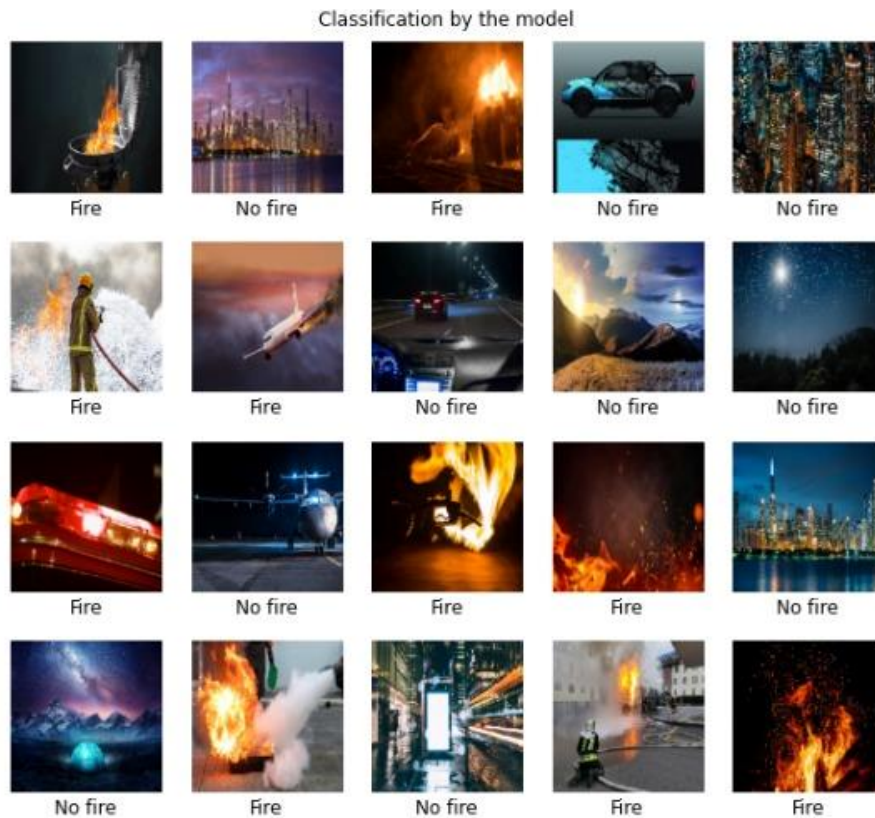 Classification by the model
Fire No fire Fire No fire No fire
Fire Fire No fire No fire No fire
Fire No fire Fire Fire No fire
No fire Fire No fire Fire Fire